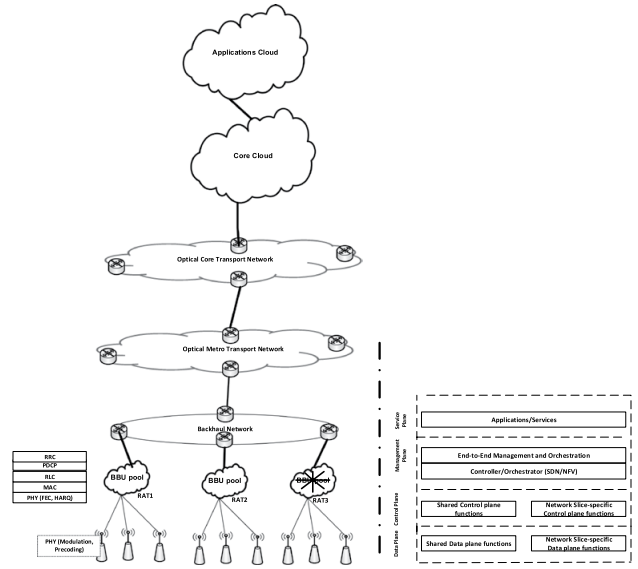 Applications Cloud
Core Cloud
Optical Core Transport Network
Optical Metro Transport Network
Backhaul Network
RRC
PDCP
RLC
MAC
PHY (FEC, HARQ)
BBU pool
RAT1
BBU pool
RAT2
BBU pool
RAT3
PHY (Modulation,
Precoding)
Service
Plane
Applications/Services
Management
Plane
End-to-End Management and Orchestration
Controller/Orchestrator (SDN/NFV)
Control Plane
Shared Control plane
functions
Network Slice-specific
Control plane functions
Data Plane
Shared Data plane functions
Network Slice-specific
Data plane functions